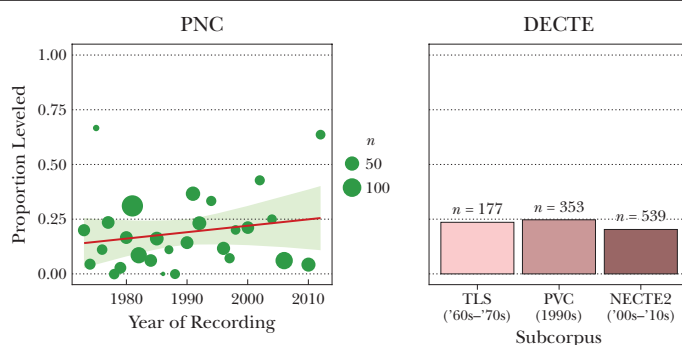 PNC
DECTE
Proportion Leveled
1.00
0.75
0.50
0.25
0.00
1980
1990
2000
2010
Year of Recording
n
50
100
n = 177
n = 353
n = 539
TLS
(’60s–’70s)
PVC
(1990s)
NECTE2
(’00s–’10s)
Subcorpus